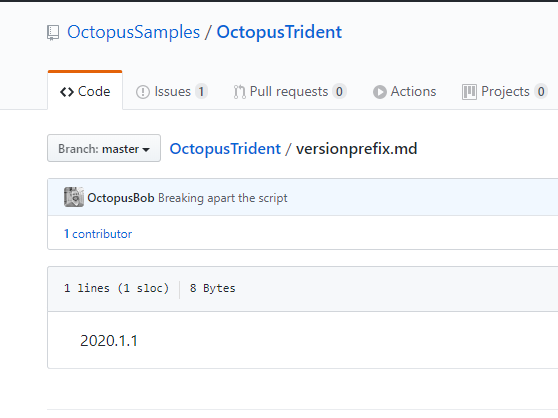 OctopusSamples / OctopusTrident
Code Issues 1 Pull requests 0 Actions Projects 0
Branch: master OctopusTrident / versionprefix.md
OctopusBob Breaking apart the script
1 contributor
1 lines (1 sloc) 8 Bytes
2020.1.1